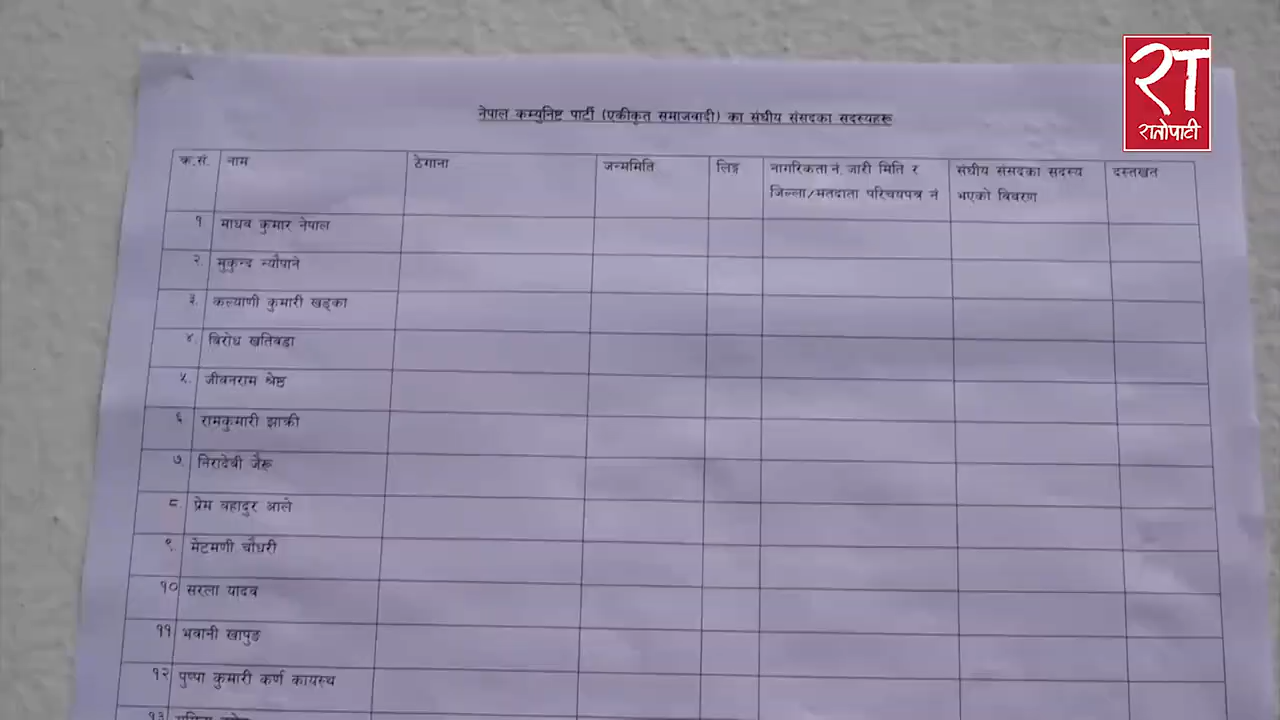 रा
रातोपाटी
नेपाल कम्युनिष्ट पार्टी (एकीकृत समाजवादी) का संघीय संसदका सदस्यहरू
क्र.सं. नाम ठेगाना जन्ममिति लिङ्ग नागरिकता नं. जारी मिति र जिल्ला/मतदाता परिचयपत्र नं संघीय संसदका सदस्य भएको विवरण दस्तखत
१ माधव कुमार नेपाल
२. मुकुन्द न्यौपाने
३. कल्याणी कुमारी खड्का
४. बिरोध खतिवडा
५. जीवनराम श्रेष्ठ
६ रामकुमारी झाक्री
७. निरादेवी जैरू
८ प्रेम बहादुर आले
९. मेटमणी चौधरी
१० सरला यादव
११ भवानी खापुङ
१२ पुष्पा कुमारी कर्ण कायस्थ
१३